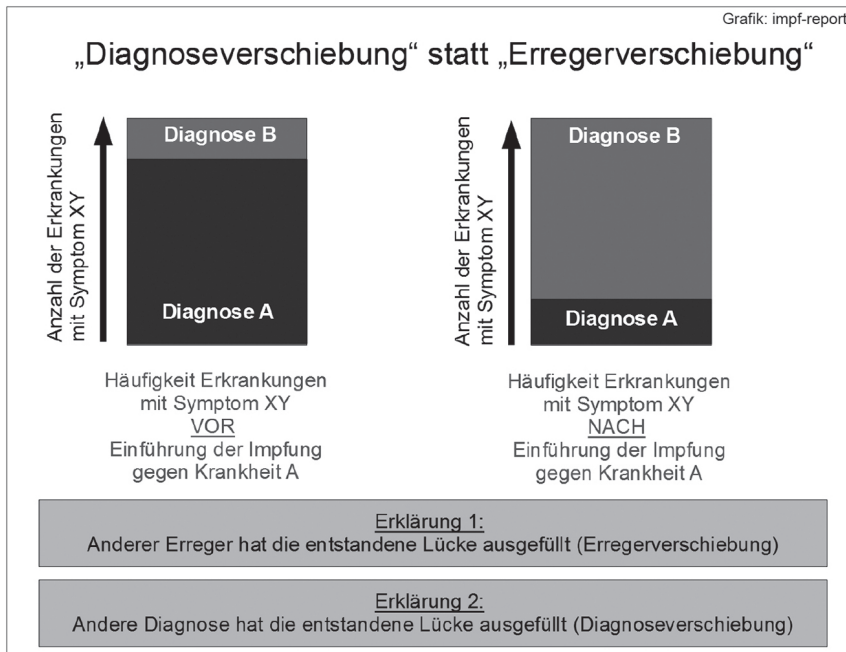 Grafik: impf-report
„Diagnoseverschiebung“ statt „Erregerverschiebung“
Anzahl der Erkrankungen
mit Symptom XY
Diagnose B
Diagnose A
Häufigkeit Erkrankungen
mit Symptom XY
VOR
Einführung der Impfung
gegen Krankheit A
Anzahl der Erkrankungen
mit Symptom XY
Diagnose B
Diagnose A
Häufigkeit Erkrankungen
mit Symptom XY
NACH
Einführung der Impfung
gegen Krankheit A
Erklärung 1:
Anderer Erreger hat die entstandene Lücke ausgefüllt (Erregerverschiebung)
Erklärung 2:
Andere Diagnose hat die entstandene Lücke ausgefüllt (Diagnoseverschiebung)